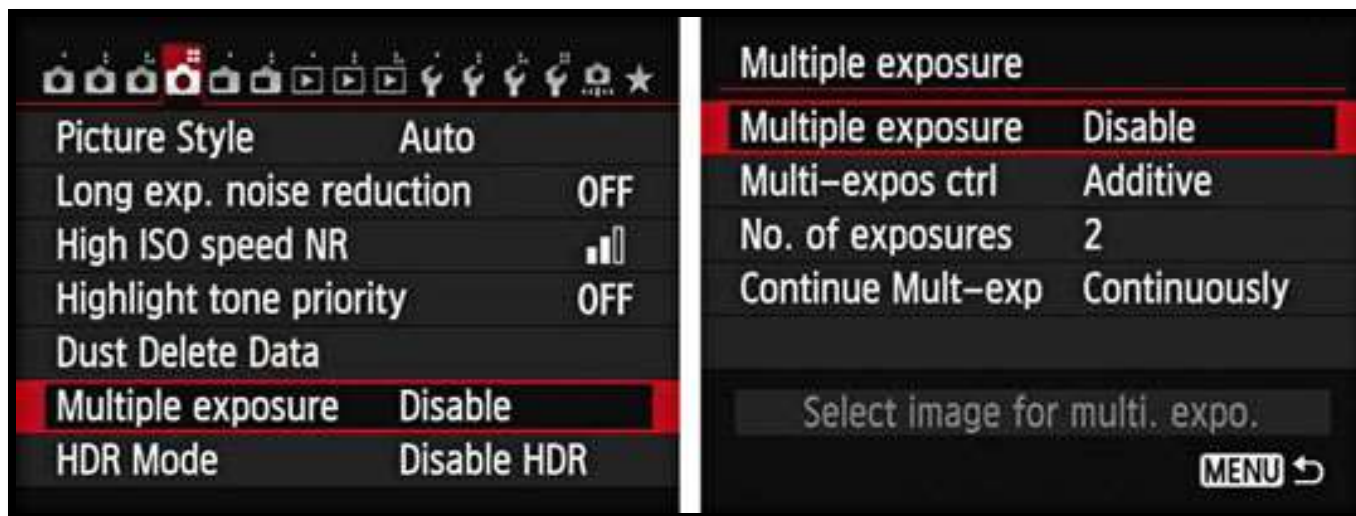 Picture Style Auto
Long exp. noise reduction OFF
High ISO speed NR
Highlight tone priority OFF
Dust Delete Data
Multiple exposure Disable
HDR Mode Disable HDR
Multiple exposure
Multiple exposure Disable
Multi-expos ctrl Additive
No. of exposures 2
Continue Mult-exp Continuously
Select image for multi. expo.
MENU